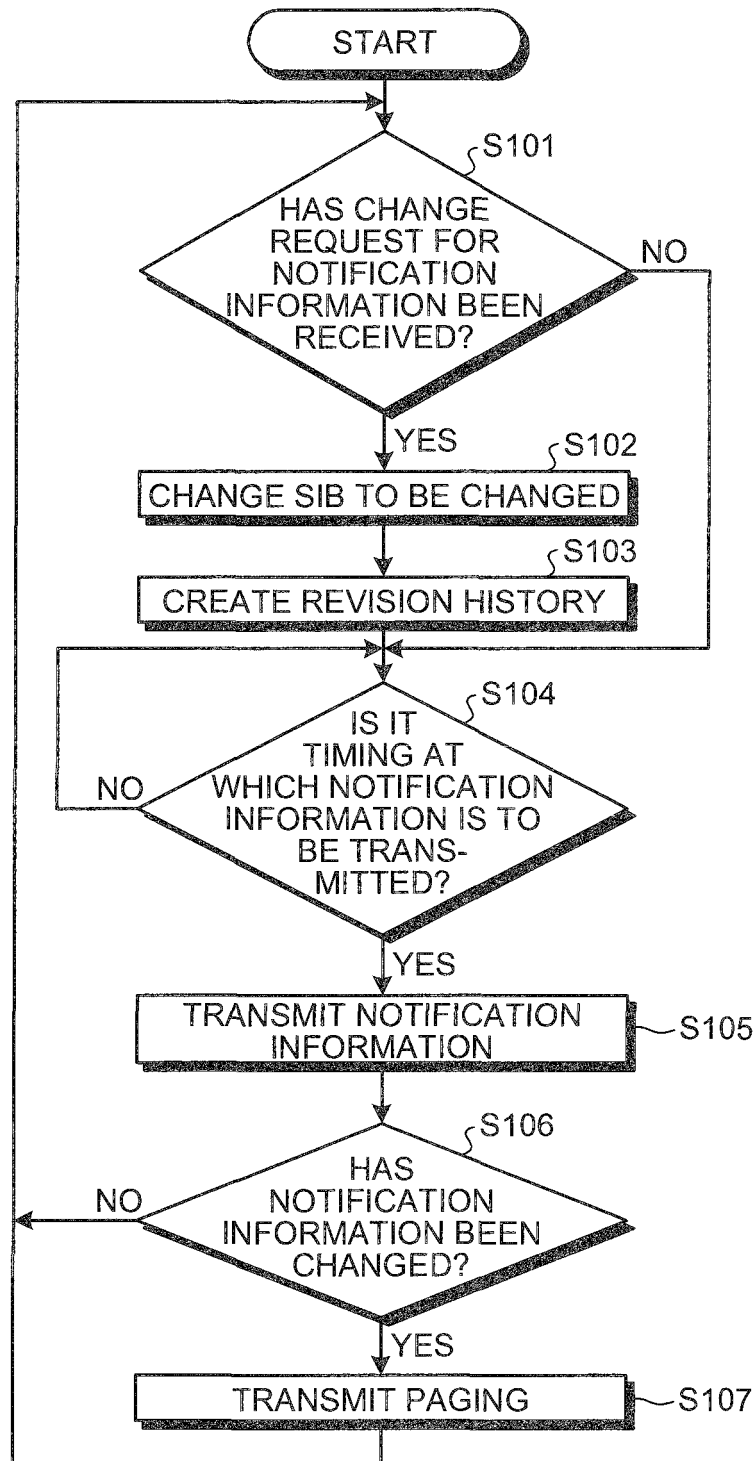 START
S101
HAS CHANGE
REQUEST FOR
NOTIFICATION
INFORMATION BEEN
RECEIVED?
NO
YES
S102
CHANGE SIB TO BE CHANGED
S103
CREATE REVISION HISTORY
S104
IS IT
TIMING AT
WHICH NOTIFICATION
INFORMATION IS TO
BE TRANS-
MITTED?
NO
YES
TRANSMIT NOTIFICATION
INFORMATION
S105
S106
HAS
NOTIFICATION
INFORMATION BEEN
CHANGED?
NO
YES
TRANSMIT PAGING
S107